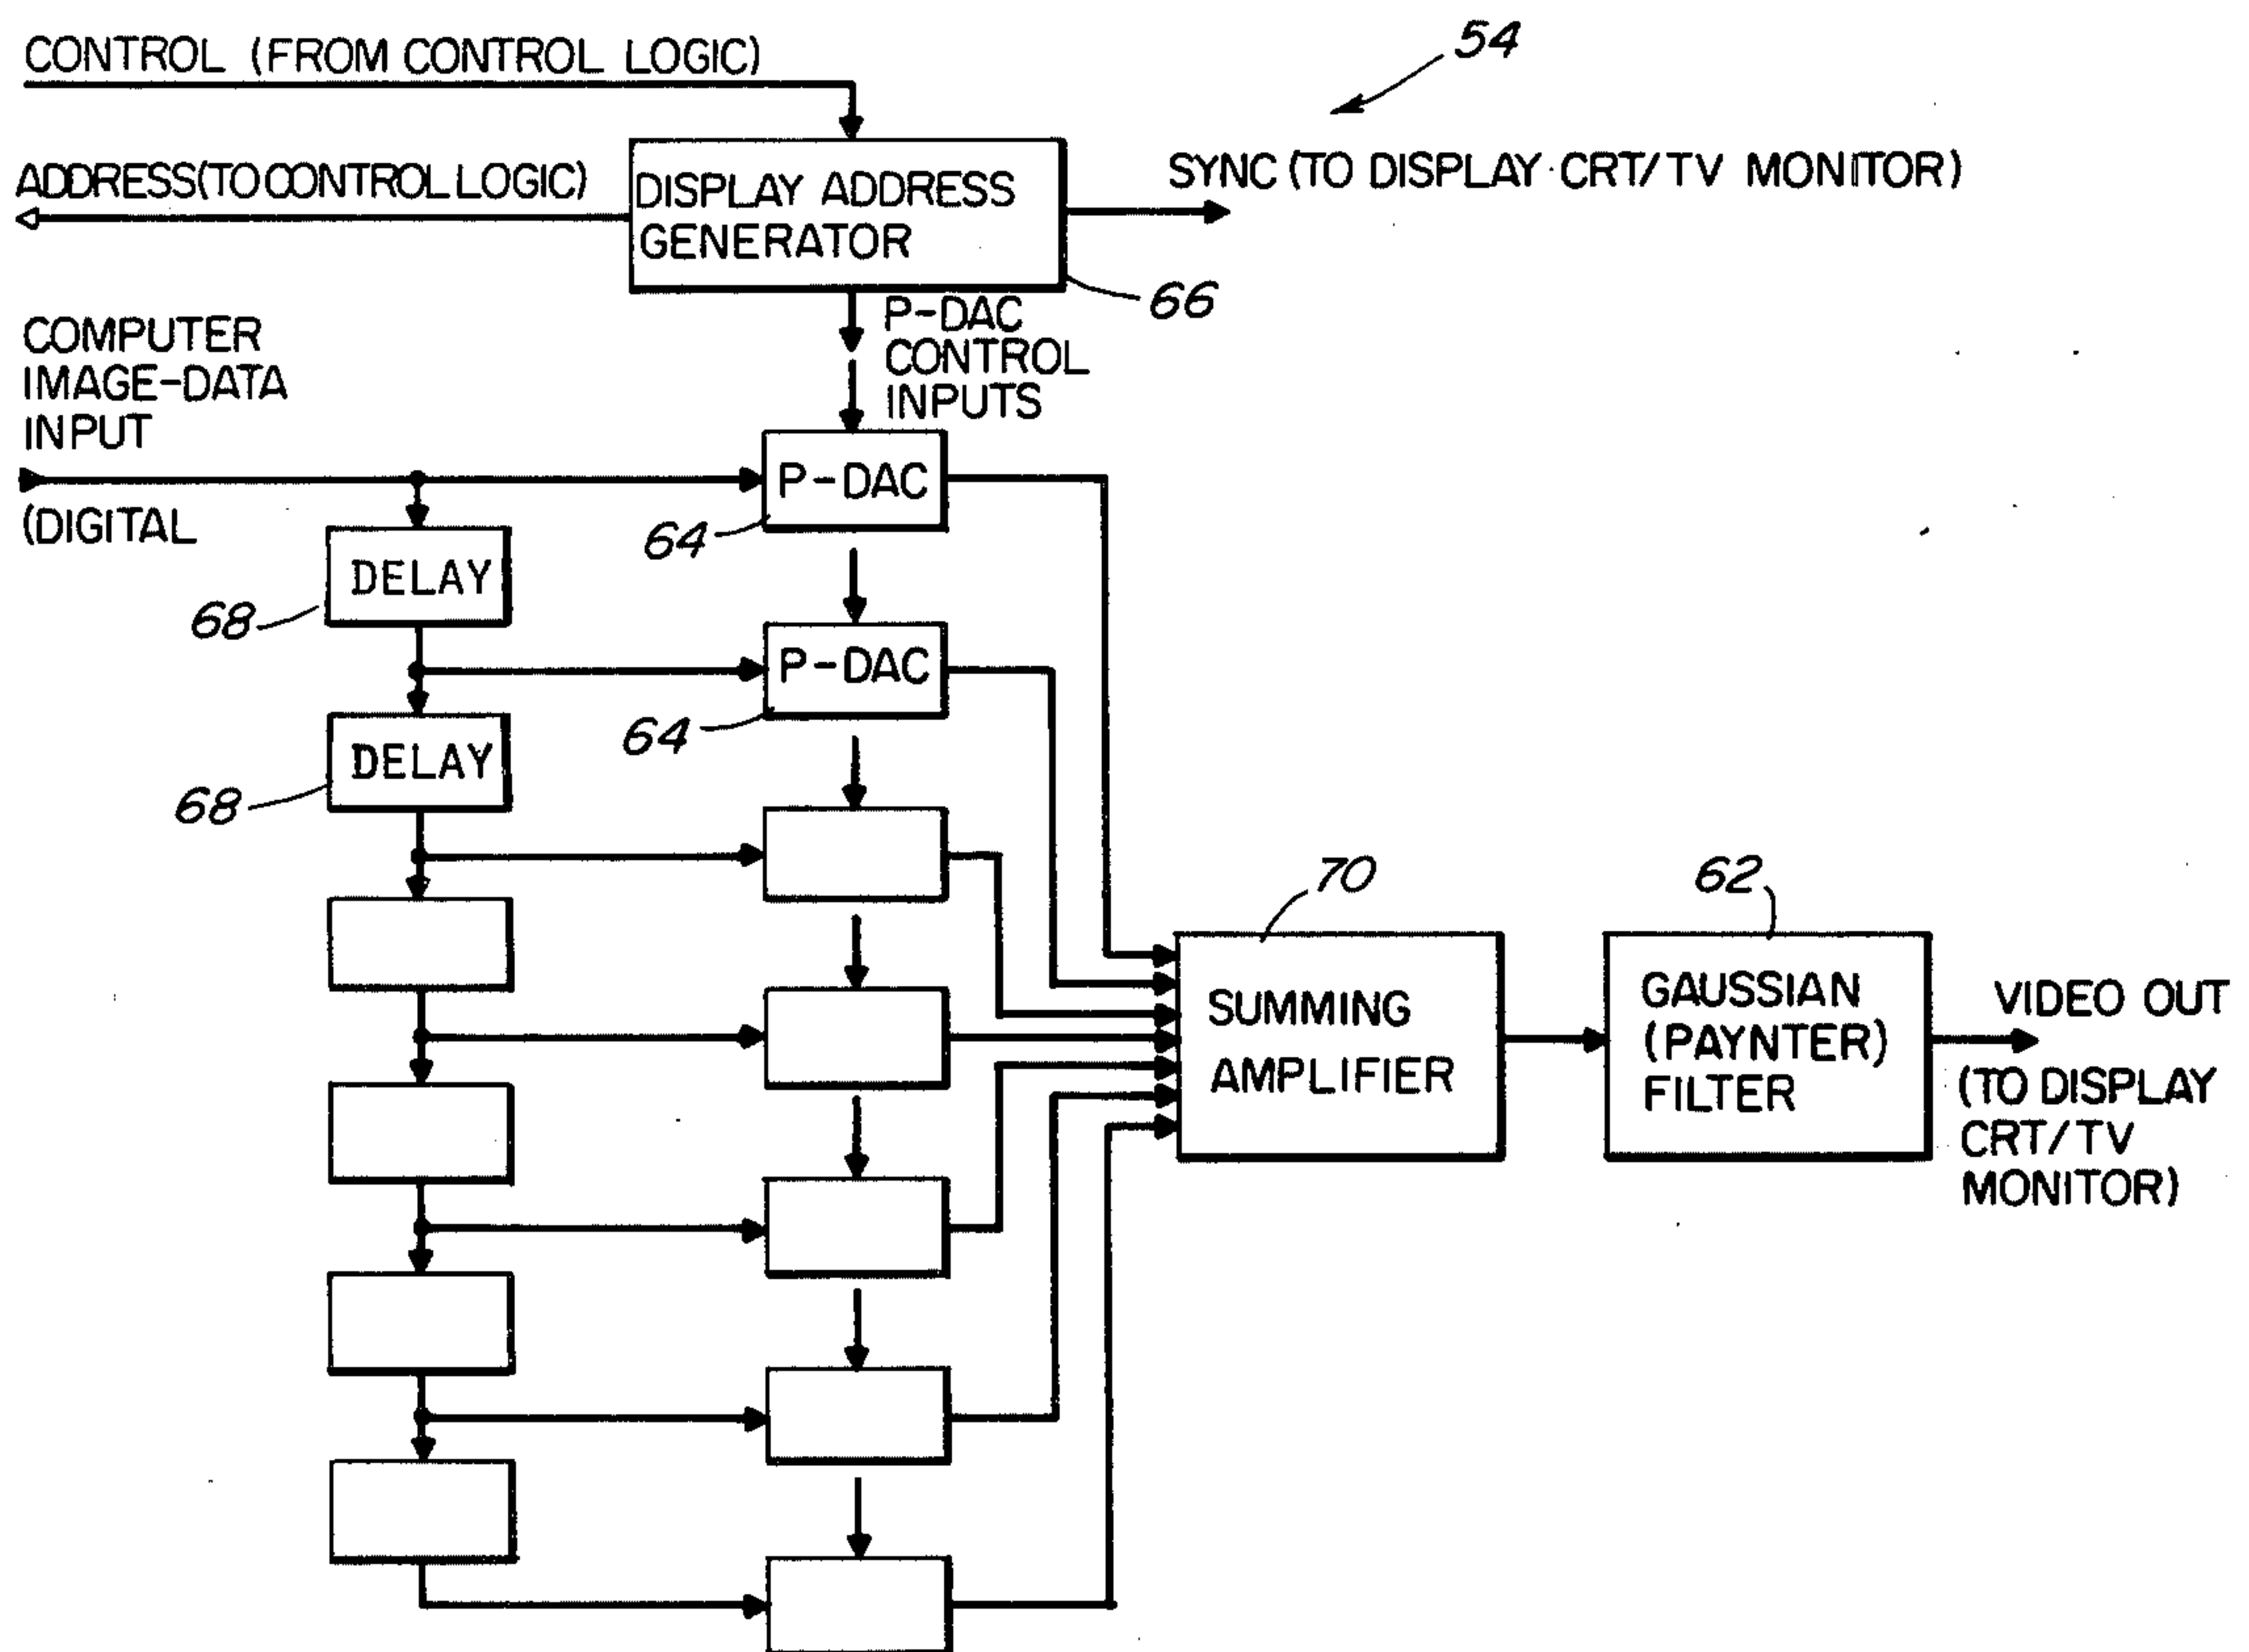 CONTROL (FROM CONTROL LOGIC)
54
ADDRESS(TO CONTROL LOGIC)
DISPLAY ADDRESS
GENERATOR
SYNC (TO DISPLAY CRT/TV MONITOR)
66
P-DAC
CONTROL
INPUTS
COMPUTER
IMAGE-DATA
INPUT
(DIGITAL
P-DAC
64
DELAY
68
P-DAC
64
DELAY
68
70
SUMMING
AMPLIFIER
62
GAUSSIAN
(PAYNTER)
FILTER
VIDEO OUT
(TO DISPLAY
CRT/TV
MONITOR)